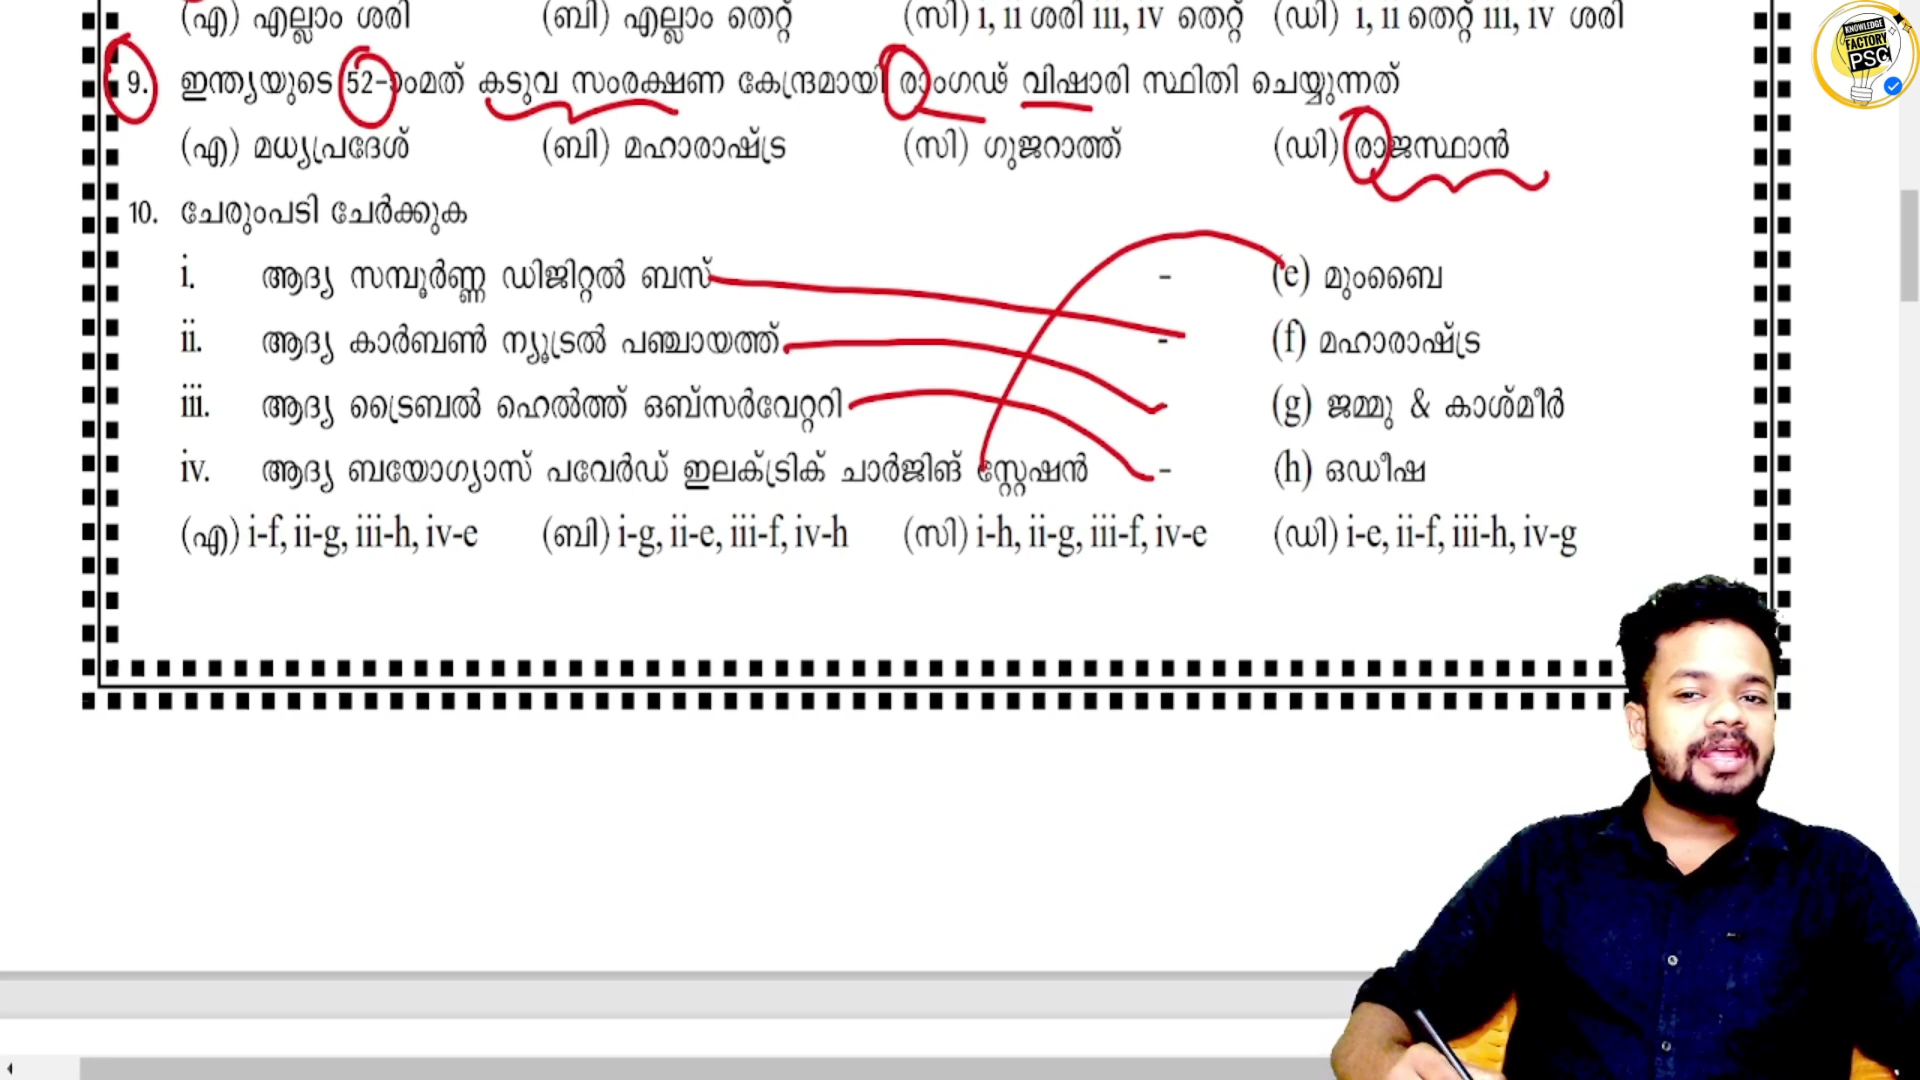 (എ) എല്ലാം ശരി (ബി) എല്ലാം തെറ്റ് (സി) i, ii ശരി iii, iv തെറ്റ് (ഡി) i, ii തെറ്റ് iii, iv ശരി
KNOWLEDGE FACTORY PSC
9. ഇന്ത്യയുടെ 52-ാംമത് കടുവ സംരക്ഷണ കേന്ദ്രമായി രാംഗഢ് വിഷാരി സ്ഥിതി ചെയ്യുന്നത്
(എ) മധ്യപ്രദേശ് (ബി) മഹാരാഷ്ട്ര (സി) ഗുജറാത്ത് (ഡി) രാജസ്ഥാൻ
10. ചേരുംപടി ചേർക്കുക
i. ആദ്യ സമ്പൂർണ്ണ ഡിജിറ്റൽ ബസ് - (e) മുംബൈ
ii. ആദ്യ കാർബൺ ന്യൂട്രൽ പഞ്ചായത്ത് - (f) മഹാരാഷ്ട്ര
iii. ആദ്യ ട്രൈബൽ ഹെൽത്ത് ഒബ്സർവേറ്ററി - (g) ജമ്മു & കാശ്മീർ
iv. ആദ്യ ബയോഗ്യാസ് പവേർഡ് ഇലക്ട്രിക് ചാർജിങ് സ്റ്റേഷൻ - (h) ഒഡീഷ
(എ) i-f, ii-g, iii-h, iv-e (ബി) i-g, ii-e, iii-f, iv-h (സി) i-h, ii-g, iii-f, iv-e (ഡി) i-e, ii-f, iii-h, iv-g